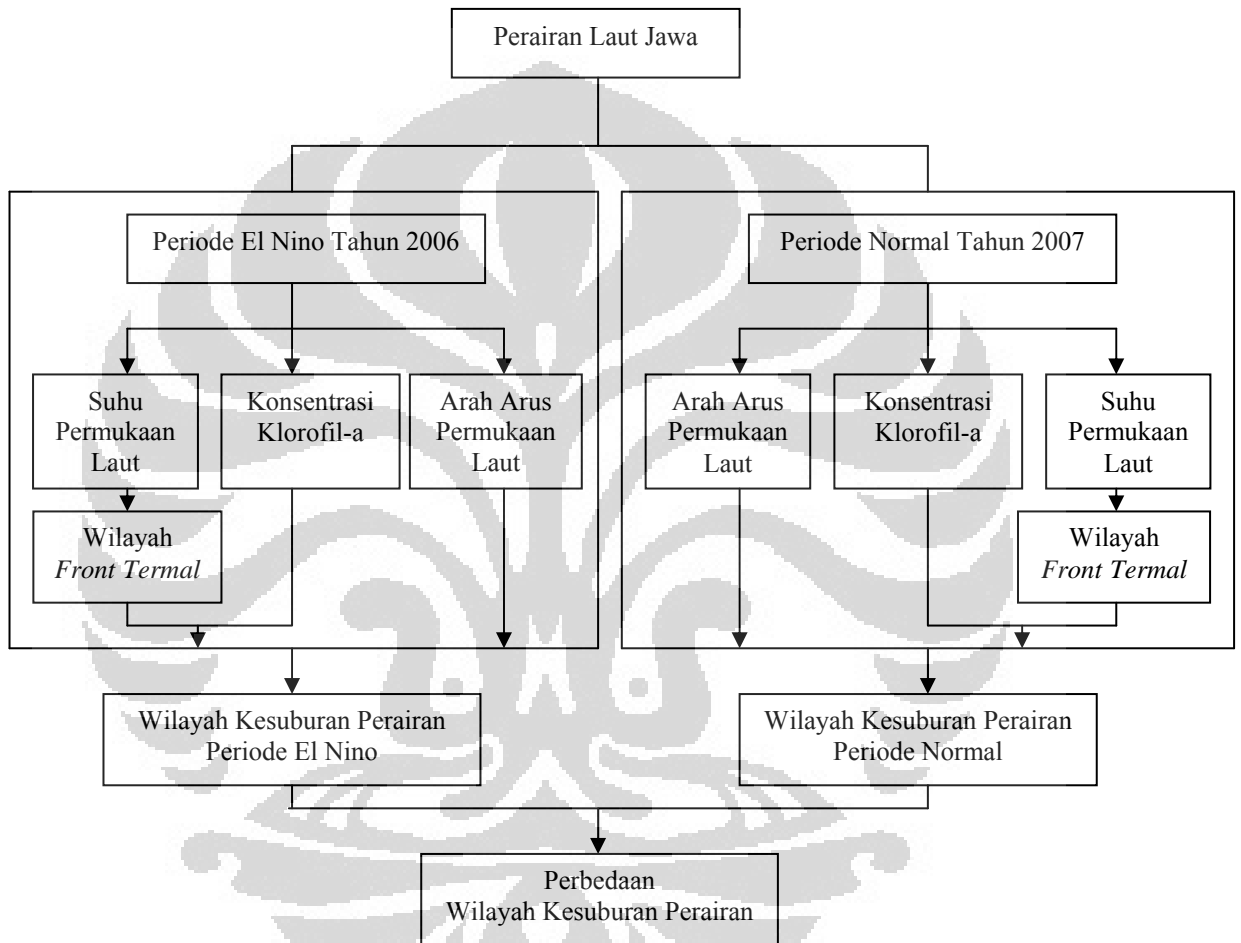 Perairan Laut Jawa
Periode El Nino Tahun 2006
Periode Normal Tahun 2007
Suhu
Permukaan
Laut
Konsentrasi
Klorofil-a
Arah Arus
Permukaan
Laut
Arah Arus
Permukaan
Laut
Konsentrasi
Klorofil-a
Suhu
Permukaan
Laut
Wilayah
Front Termal
Wilayah
Front Termal
Wilayah Kesuburan Perairan
Periode El Nino
Wilayah Kesuburan Perairan
Periode Normal
Perbedaan
Wilayah Kesuburan Perairan